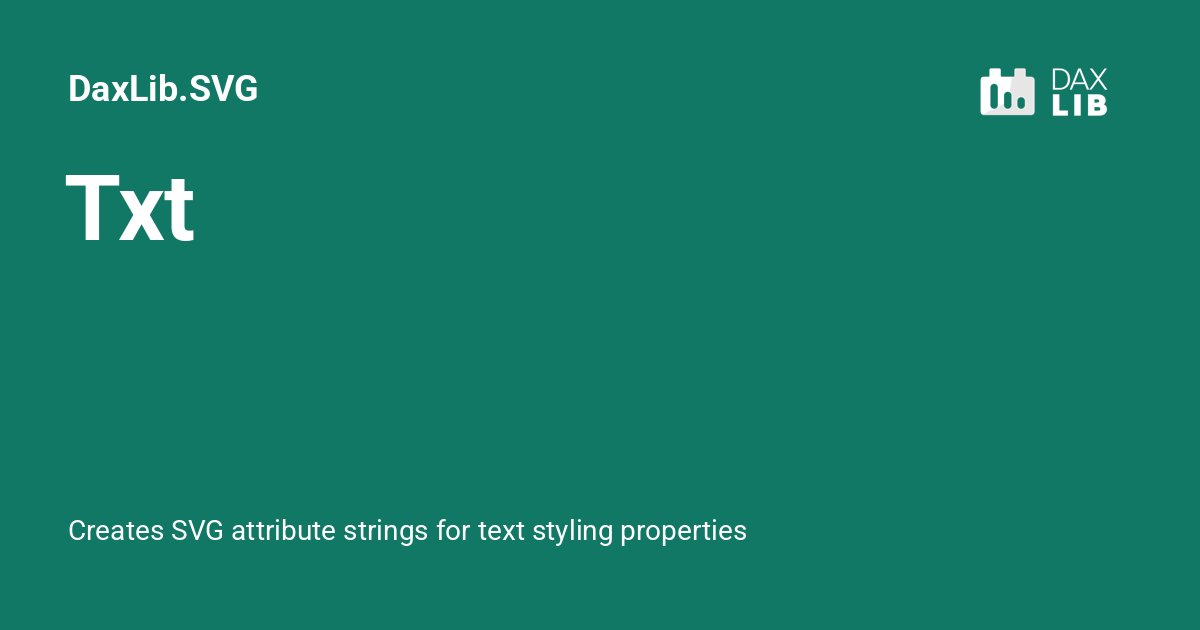 DaxLib.SVG
DAX
LIB
Txt
Creates SVG attribute strings for text styling properties